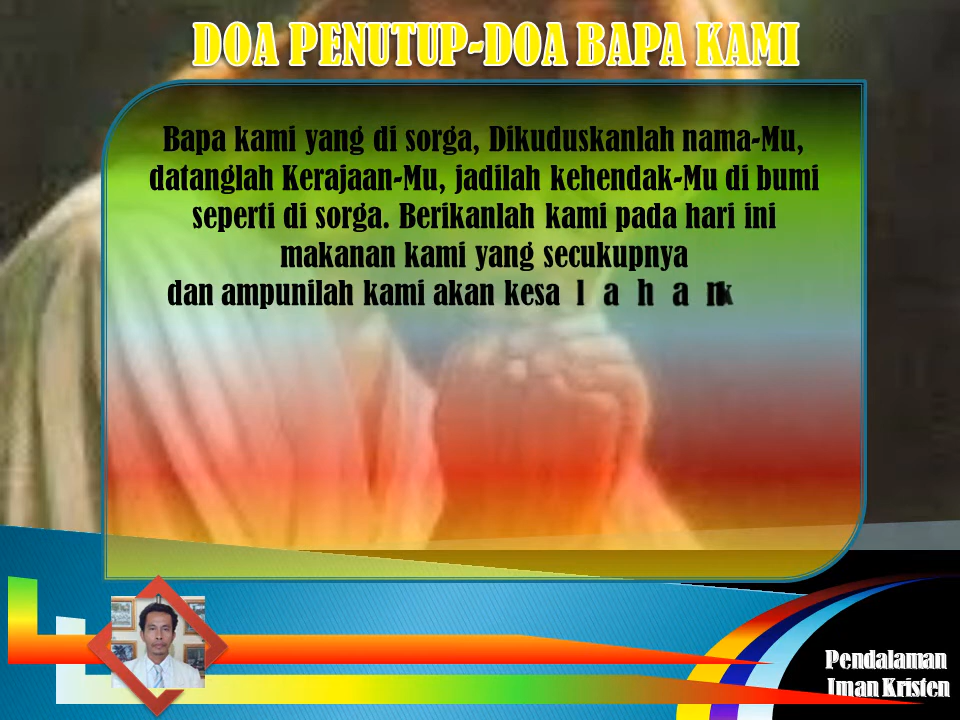 DOA PENUTUP-DOA BAPA KAMI
Bapa kami yang di sorga, Dikuduskanlah nama-Mu,
datanglah Kerajaan-Mu, jadilah kehendak-Mu di bumi
seperti di sorga. Berikanlah kami pada hari ini
makanan kami yang secukupnya
dan ampunilah kami akan kesa l a h a n k
Pendalaman
Iman Kristen